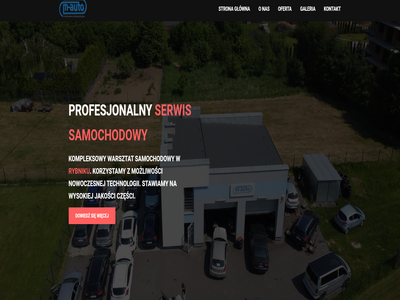 m-auto
STRONA GŁÓWNA
O NAS
OFERTA
GALERIA
KONTAKT
PROFESJONALNY SERWIS
SAMOCHODOWY
KOMPLEKSOWY WARSZTAT SAMOCHODOWY W
RYBNIKU. KORZYSTAMY Z MOŻLIWOŚCI
NOWOCZESNEJ TECHNOLOGII. STAWIAMY NA
WYSOKIEJ JAKOŚCI CZĘŚCI.
DOWIEDZ SIĘ WIĘCEJ